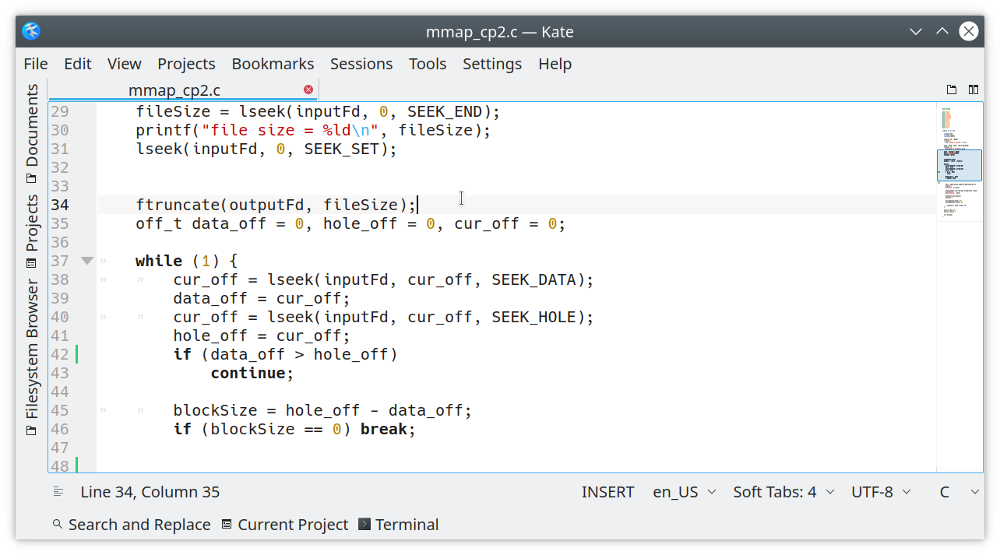 mmap_cp2.c — Kate
File Edit View Projects Bookmarks Sessions Tools Settings Help
mmap_cp2.c
Documents
Projects
Filesystem Browser
29 fileSize = lseek(inputFd, 0, SEEK_END);
30 printf("file size = %ld\n", fileSize);
31 lseek(inputFd, 0, SEEK_SET);
32
33
34 ftruncate(outputFd, fileSize);
35 off_t data_off = 0, hole_off = 0, cur_off = 0;
36
37 » while (1) {
38 » » cur_off = lseek(inputFd, cur_off, SEEK_DATA);
39 data_off = cur_off;
40 » » cur_off = lseek(inputFd, cur_off, SEEK_HOLE);
41 hole_off = cur_off;
42 if (data_off > hole_off)
43 continue;
44
45 » » blockSize = hole_off - data_off;
46 if (blockSize == 0) break;
47
48
Line 34, Column 35 INSERT en_US Soft Tabs: 4 UTF-8 C
Search and Replace Current Project Terminal